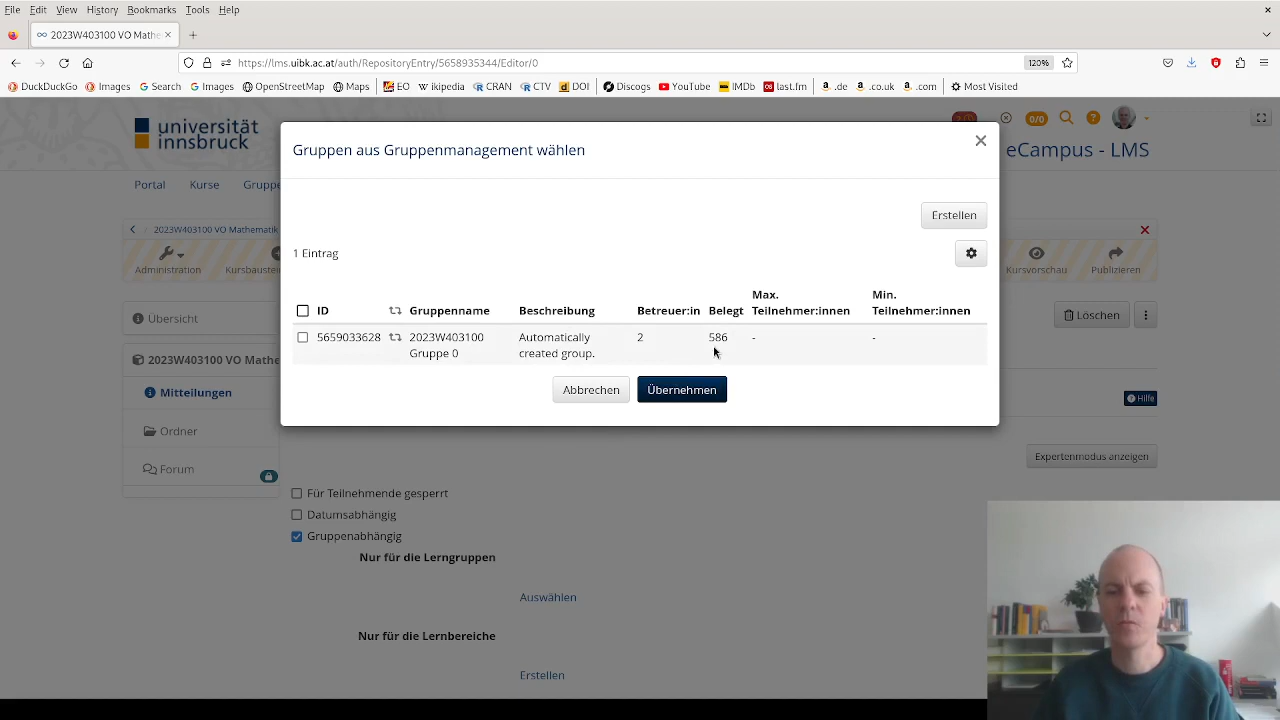 File Edit View History Bookmarks Tools Help
2023W403100 VO Mathe
https://lms.uibk.ac.at/auth/RepositoryEntry/5658935344/Editor/0
120%
DuckDuckGo Images Search Images OpenStreetMap Maps EO wikipedia CRAN CTV DOI Discogs YouTube IMDb last.fm .de .co.uk .com Most Visited
universität
innsbruck
0/0
eCampus - LMS
Portal Kurse Gruppe
2023W403100 VO Mathematik
Administration Kursbaustein Kursvorschau Publizieren
Übersicht
Löschen
2023W403100 VO Mathematik
Mitteilungen
Ordner
Forum
Gruppen aus Gruppenmanagement wählen
Erstellen
1 Eintrag
ID Gruppenname Beschreibung Betreuer:in Belegt Max. Teilnehmer:innen Min. Teilnehmer:innen
5659033628 2023W403100 Automatically 2 586 - -
Gruppe 0 created group.
Abbrechen Übernehmen
Hilfe
Expertenmodus anzeigen
Für Teilnehmende gesperrt
Datumsabhängig
Gruppenabhängig
Nur für die Lerngruppen
Auswählen
Nur für die Lernbereiche
Erstellen